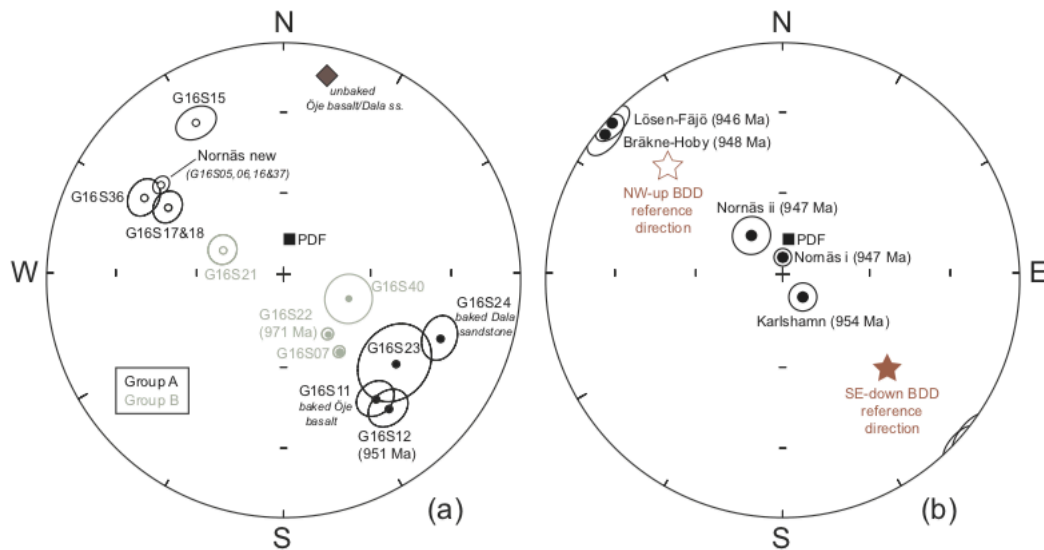 N
G16S15
unbaked
Öje basalt/Dala ss.
Nornäs new
(G16S05,06,16&37)
G16S36
G16S17&18
PDF
W
G16S21
G16S40
G16S22
(971 Ma)
G16S07
G16S24
baked Dala
sandstone
G16S23
Group A
Group B
G16S11
baked Öje
basalt
G16S12
(951 Ma)
S
(a)
N
Lösen-Fäjö (946 Ma)
Bräkne-Hoby (948 Ma)
NW-up BDD
reference
direction
Nornäs ii (947 Ma)
PDF
Nornäs i (947 Ma)
E
Karlshamn (954 Ma)
SE-down BDD
reference
direction
S
(b)